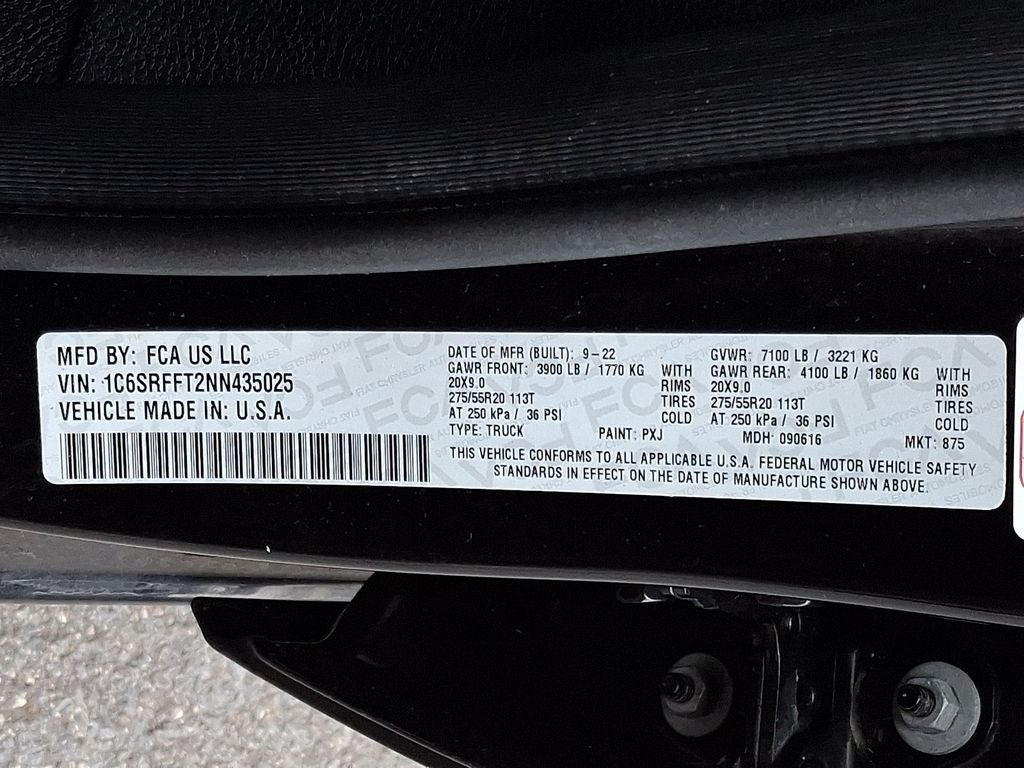 MFD BY: FCA US LLC
VIN: 1C6SRFFT2NN435025
VEHICLE MADE IN: U.S.A.
DATE OF MFR (BUILT): 9-22
GAWR FRONT: 3900 LB / 1770 KG WITH
20X9.0 RIMS
275/55R20 113T TIRES
AT 250 kPa / 36 PSI COLD
TYPE: TRUCK PAINT: PXJ
GVWR: 7100 LB / 3221 KG
GAWR REAR: 4100 LB / 1860 KG WITH
20X9.0 RIMS
275/55R20 113T TIRES
AT 250 kPa / 36 PSI COLD
MDH: 090616 MKT: 875
THIS VEHICLE CONFORMS TO ALL APPLICABLE U.S.A. FEDERAL MOTOR VEHICLE SAFETY
STANDARDS IN EFFECT ON THE DATE OF MANUFACTURE SHOWN ABOVE.